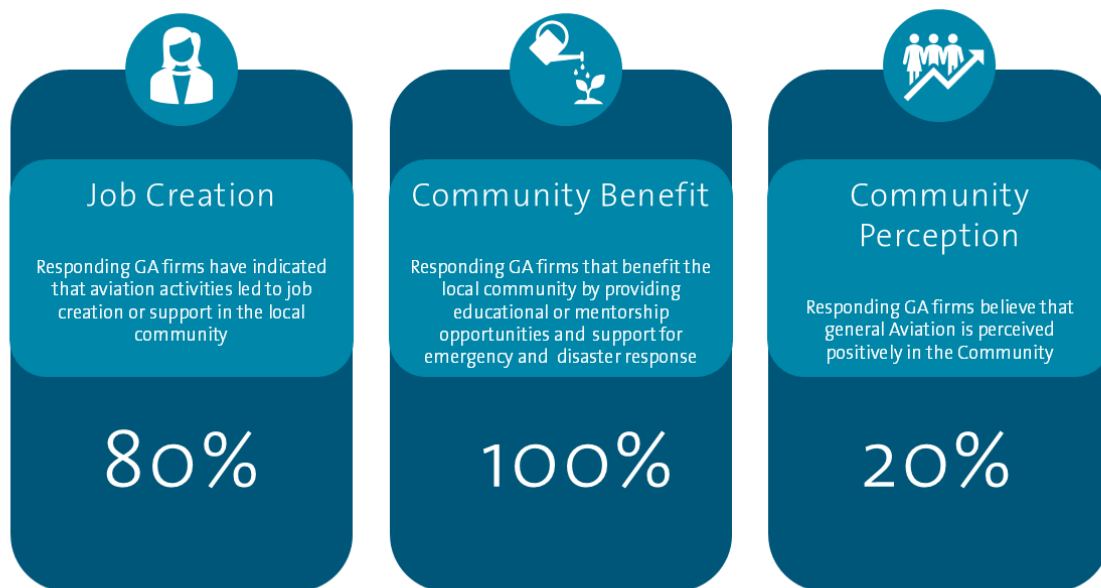 Job Creation
Responding GA firms have indicated
that aviation activities led to job
creation or support in the local
community
80%
Community Benefit
Responding GA firms that benefit the
local community by providing
educational or mentorship
opportunities and support for
emergency and disaster response
100%
Community
Perception
Responding GA firms believe that
general Aviation is perceived
positively in the Community
20%